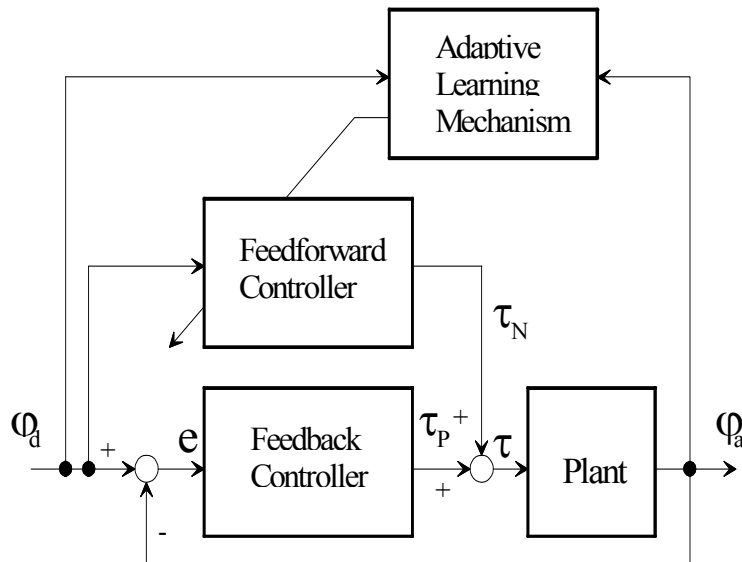 Adaptive
Learning
Mechanism
Feedforward
Controller
τN
φd
+
e
Feedback
Controller
τP
+
+
τ
Plant
φa
-